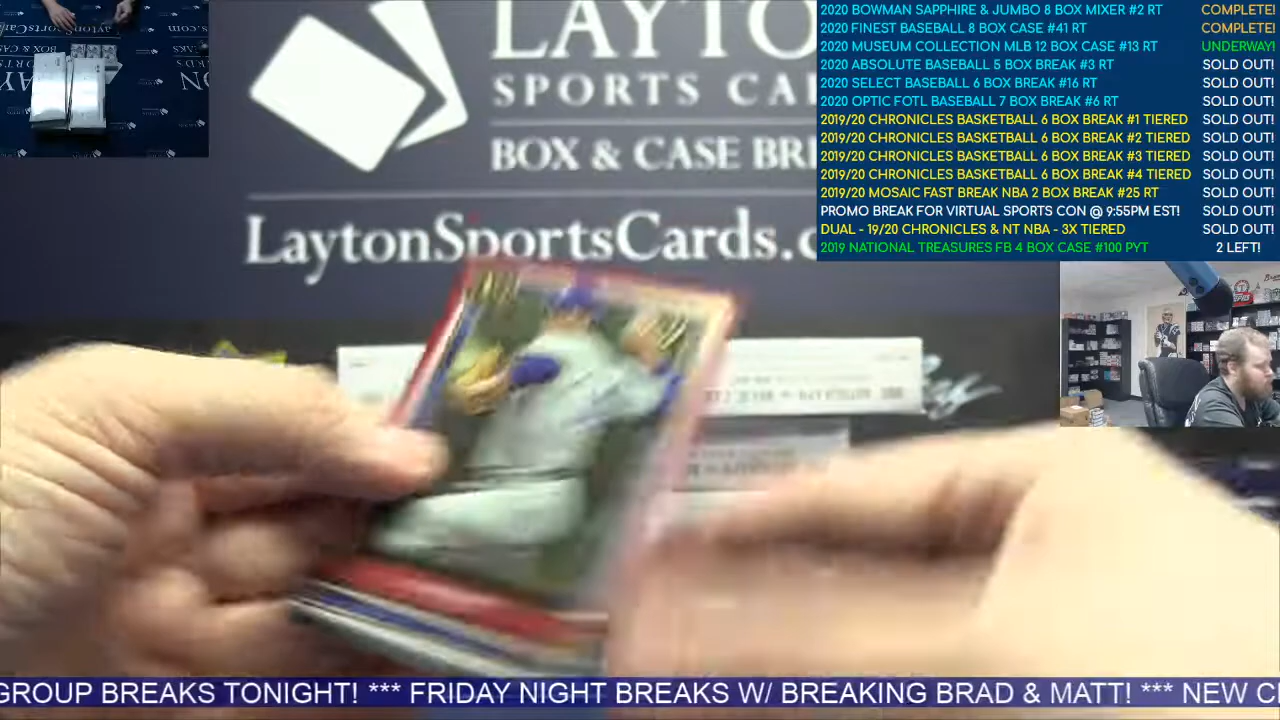 LAYTO
SPORTS CA
BOX & CASE BRE
LaytonSportsCards.c
2020 BOWMAN SAPPHIRE & JUMBO 8 BOX MIXER #2 RT COMPLETE!
2020 FINEST BASEBALL 8 BOX CASE #41 RT COMPLETE!
2020 MUSEUM COLLECTION MLB 12 BOX CASE #13 RT UNDERWAY!
2020 ABSOLUTE BASEBALL 5 BOX BREAK #3 RT SOLD OUT!
2020 SELECT BASEBALL 6 BOX BREAK #16 RT SOLD OUT!
2020 OPTIC FOTL BASEBALL 7 BOX BREAK #6 RT SOLD OUT!
2019/20 CHRONICLES BASKETBALL 6 BOX BREAK #1 TIERED SOLD OUT!
2019/20 CHRONICLES BASKETBALL 6 BOX BREAK #2 TIERED SOLD OUT!
2019/20 CHRONICLES BASKETBALL 6 BOX BREAK #3 TIERED SOLD OUT!
2019/20 CHRONICLES BASKETBALL 6 BOX BREAK #4 TIERED SOLD OUT!
2019/20 MOSAIC FAST BREAK NBA 2 BOX BREAK #25 RT SOLD OUT!
PROMO BREAK FOR VIRTUAL SPORTS CON @ 9:55PM EST! SOLD OUT!
DUAL - 19/20 CHRONICLES & NT NBA - 3X TIERED SOLD OUT!
2019 NATIONAL TREASURES FB 4 BOX CASE #100 PYT 2 LEFT!
GROUP BREAKS TONIGHT! *** FRIDAY NIGHT BREAKS W/ BREAKING BRAD & MATT! *** NEW C